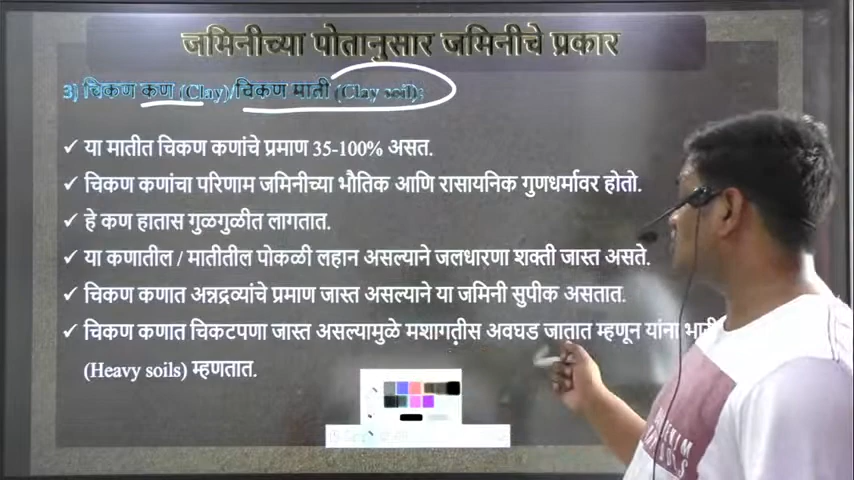 जमिनीच्या पोतानुसार जमिनीचे प्रकार
3) चिकण कण (Clay)/चिकण माती (Clay soil):
✓ या मातीत चिकण कणांचे प्रमाण 35-100% असत.
✓ चिकण कणांचा परिणाम जमिनीच्या भौतिक आणि रासायनिक गुणधर्मावर होतो.
✓ हे कण हातास गुळगुळीत लागतात.
✓ या कणातील / मातीतील पोकळी लहान असल्याने जलधारणा शक्ती जास्त असते.
✓ चिकण कणात अन्नद्रव्यांचे प्रमाण जास्त असल्याने या जमिनी सुपीक असतात.
✓ चिकण कणात चिकटपणा जास्त असल्यामुळे मशागतीस अवघड जातात म्हणून यांना
(Heavy soils) म्हणतात.